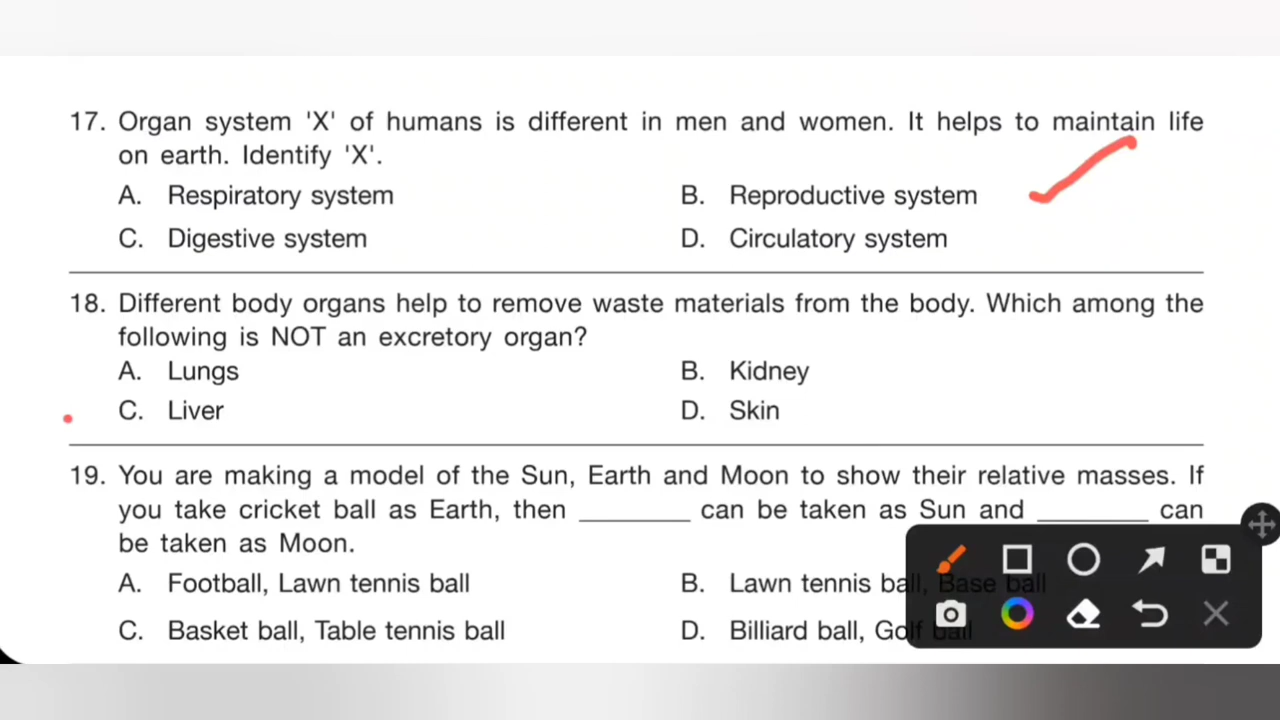 17. Organ system 'X' of humans is different in men and women. It helps to maintain life
on earth. Identify 'X'.
A. Respiratory system B. Reproductive system
C. Digestive system D. Circulatory system
18. Different body organs help to remove waste materials from the body. Which among the
following is NOT an excretory organ?
A. Lungs B. Kidney
C. Liver D. Skin
19. You are making a model of the Sun, Earth and Moon to show their relative masses. If
you take cricket ball as Earth, then ________ can be taken as Sun and ________ can
be taken as Moon.
A. Football, Lawn tennis ball B. Lawn tennis ball, Base ball
C. Basket ball, Table tennis ball D. Billiard ball, Golf ball